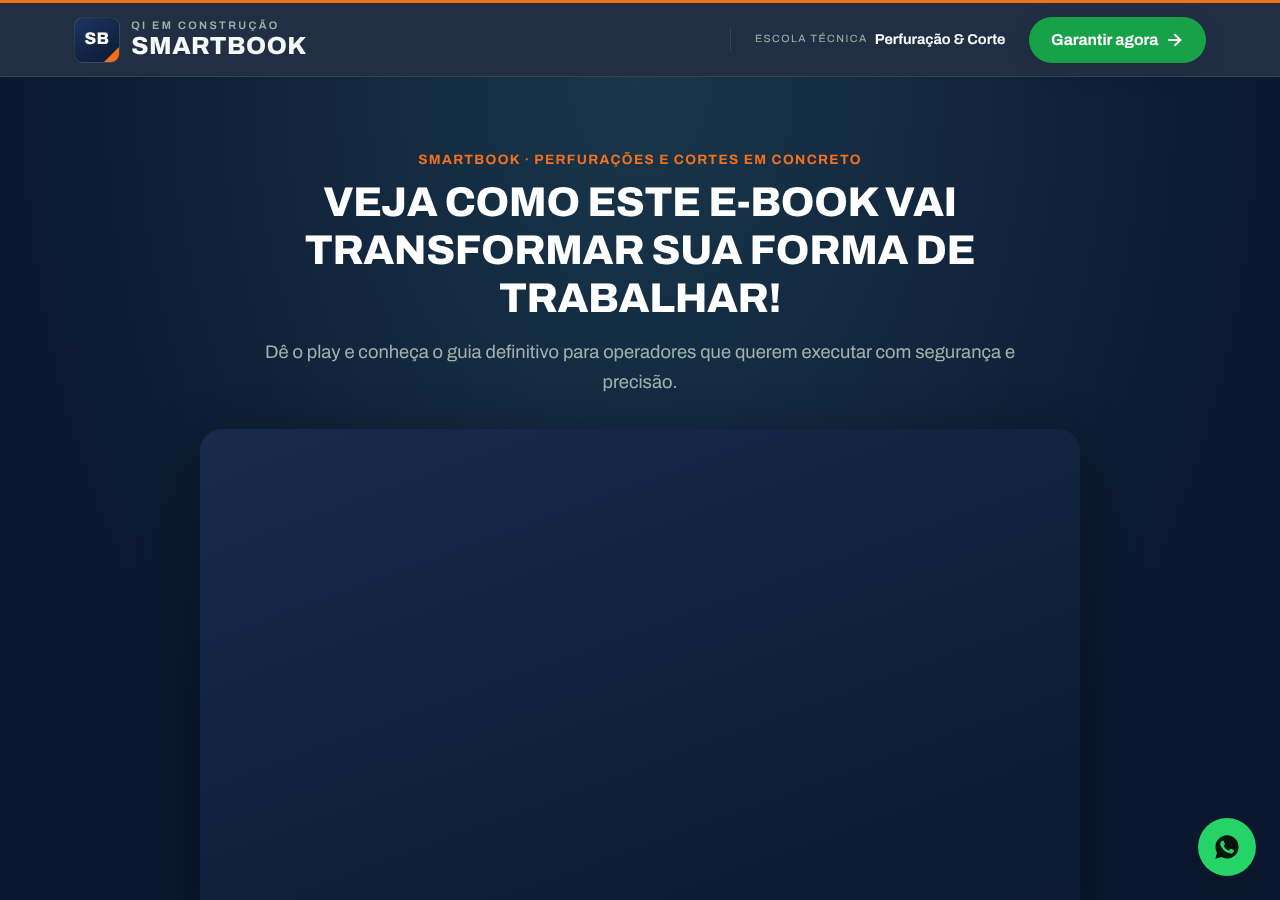 SB
QI EM CONSTRUÇÃO
SMARTBOOK
ESCOLA TÉCNICA Perfuração & Corte
Garantir agora
SMARTBOOK · PERFURAÇÕES E CORTES EM CONCRETO
VEJA COMO ESTE E-BOOK VAI
TRANSFORMAR SUA FORMA DE
TRABALHAR!
Dê o play e conheça o guia definitivo para operadores que querem executar com segurança e
precisão.